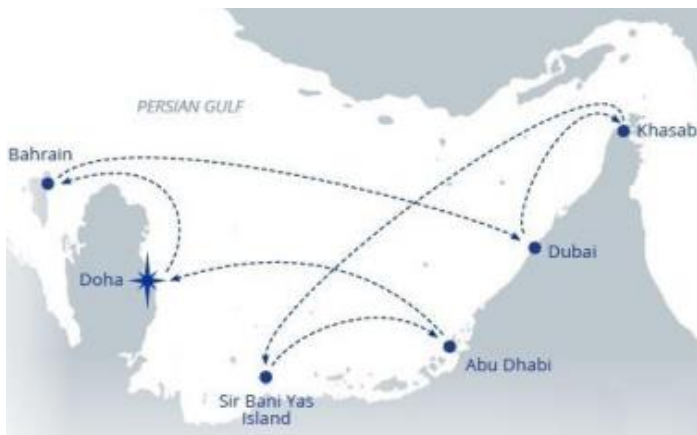 PERSIAN GULF
Khasab
Bahrain
Dubai
Doha
Abu Dhabi
Sir Bani Yas
Island